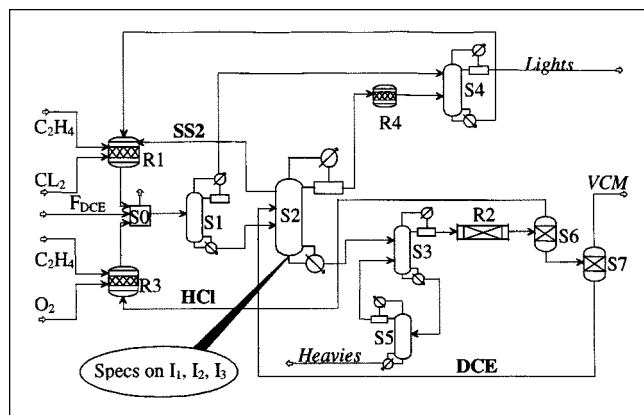 Lights
S4
R4
C₂H₄
SS2
R1
CL₂
VCM
F_DCE
S0
S1
S2
R2
S6
S3
S7
C₂H₄
R3
HCl
O₂
S5
Heavies
DCE
Specs on I₁, I₂, I₃